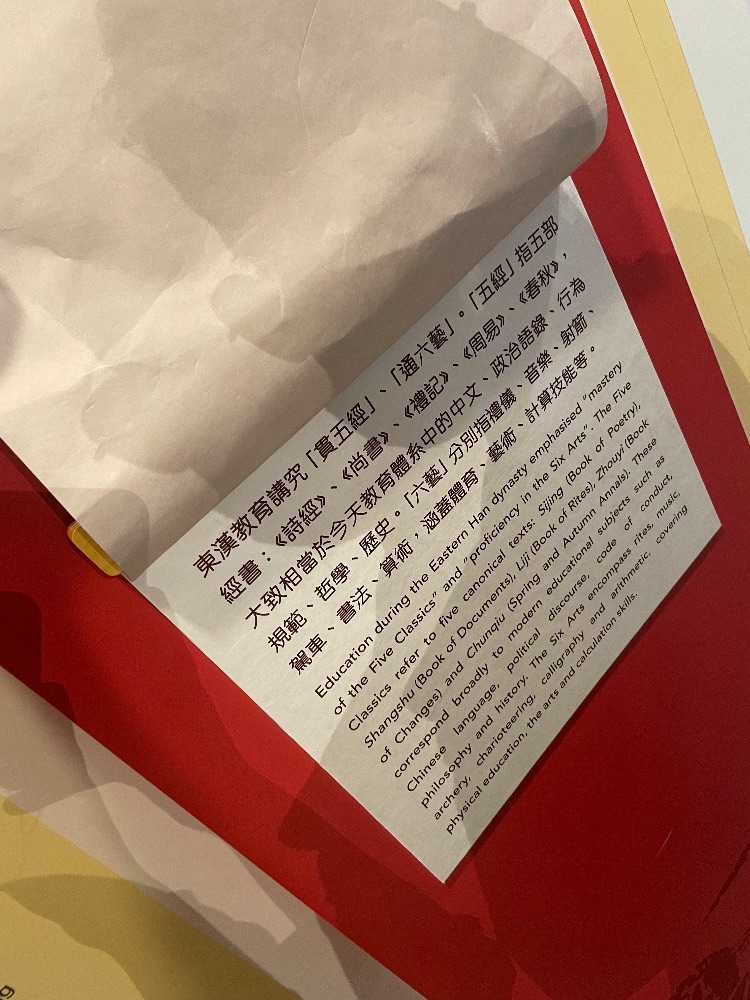 東漢教育講究「貫五經」、「通六藝」。「五經」指五部
經書：《詩經》、《尚書》、《禮記》、《周易》、《春秋》，
大致相當於今天教育體系中的中文、政治語錄、行為
規範、哲學、歷史。「六藝」分別指禮儀、音樂、射箭、
駕車、書法、算術，涵蓋體育、藝術、計算技能等。
Education during the Eastern Han dynasty emphasised "mastery
of the Five Classics" and "proficiency in the Six Arts". The Five
Classics refer to five canonical texts: Sijing (Book of Poetry),
Shangshu (Book of Documents), Liji (Book of Rites), Zhouyi (Book
of Changes) and Chunqiu (Spring and Autumn Annals). These
correspond broadly to modern educational subjects such as
Chinese language, political discourse, code of conduct,
philosophy and history. The Six Arts encompass rites, music,
archery, charioteering, calligraphy and arithmetic, covering
physical education, the arts and calculation skills.
g